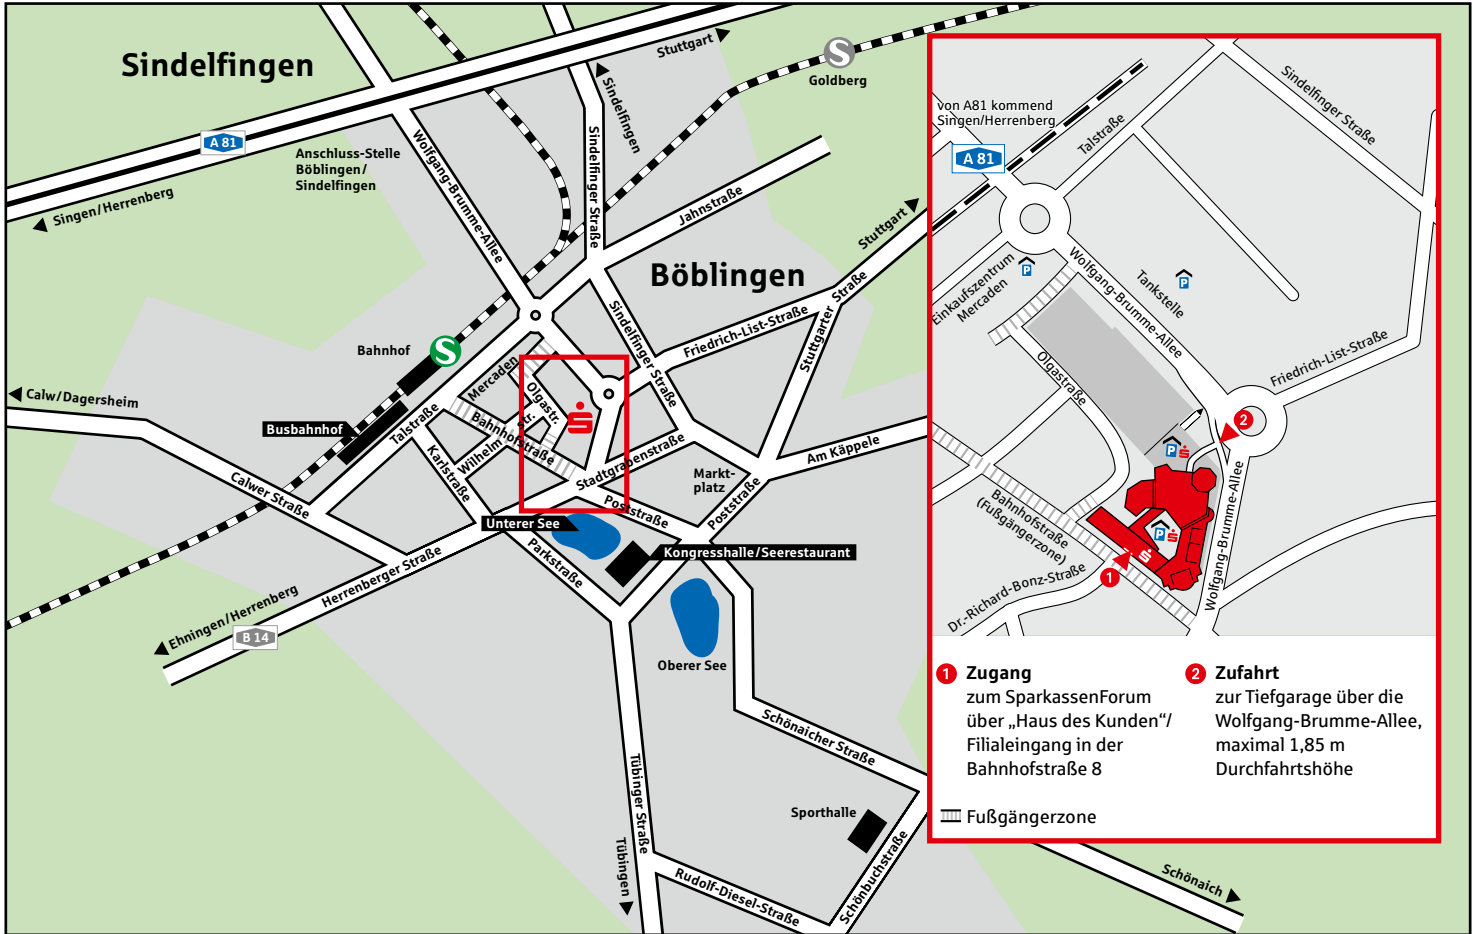 Sindelfingen
Stuttgart
S
Goldberg
Sindelfingen
A 81
Anschluss-Stelle
Böblingen/
Sindelfingen
Wolfgang-Brumme-Allee
Sindelfinger Straße
Singen/Herrenberg
Jahnstraße
Stuttgart
Böblingen
Sindelfinger Straße
Friedrich-List-Straße
Stuttgarter Straße
Bahnhof
S
Mercaden
Olgastr.
Calw/Dagersheim
Busbahnhof
Talstraße
Bahnhofstraße
Wilhelm
str.
Karlstraße
Stadtgrabenstraße
Markt-
platz
Am Käppele
Calwer Straße
Poststraße
Poststraße
Unterer See
Kongresshalle/Seerestaurant
Parkstraße
Herrenberger Straße
Ehningen/Herrenberg
B 14
Oberer See
Schönaicher Straße
Tübinger Straße
Sporthalle
Tübingen
Rudolf-Diesel-Straße
Schönbuchstraße
Schönaich
von A81 kommend
Singen/Herrenberg
A 81
Talstraße
Sindelfinger Straße
Einkaufszentrum
Mercaden
P
Wolfgang-Brumme-Allee
Tankstelle
P
Olgastraße
Friedrich-List-Straße
2
P
Bahnhofstraße
(Fußgängerzone)
P
Wolfgang-Brumme-Allee
1
Dr.-Richard-Bonz-Straße
1 Zugang
zum SparkassenForum
über „Haus des Kunden“/
Filialeingang in der
Bahnhofstraße 8
2 Zufahrt
zur Tiefgarage über die
Wolfgang-Brumme-Allee,
maximal 1,85 m
Durchfahrtshöhe
Fußgängerzone